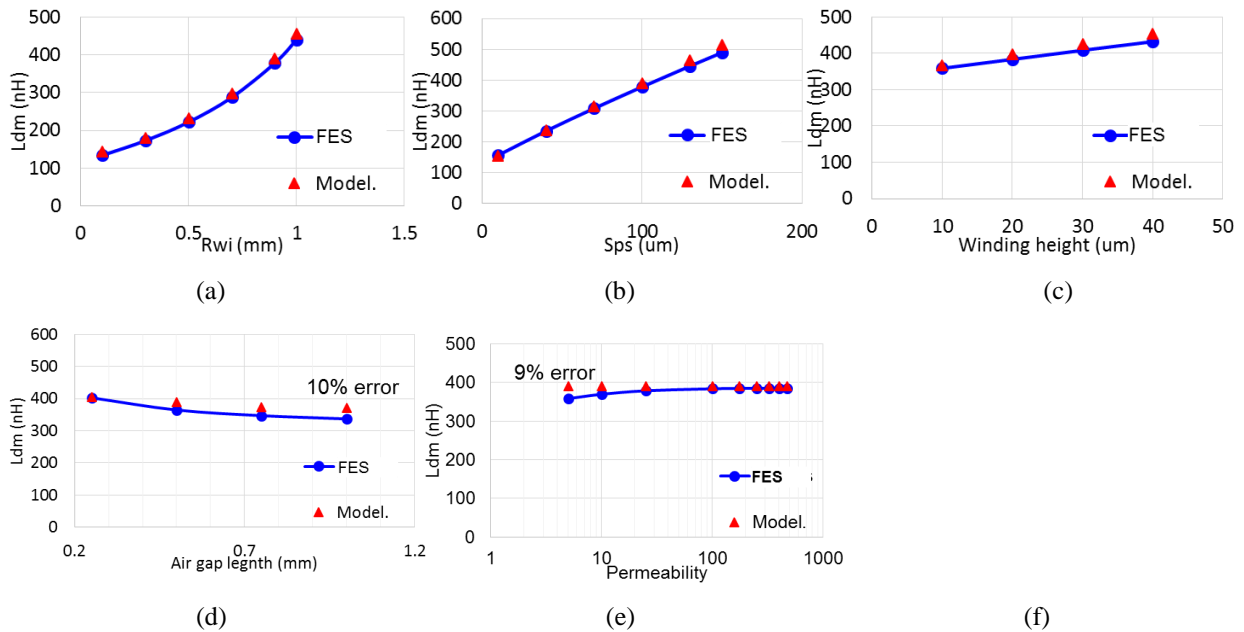 500
400
300
200
100
0
Ldm (nH)
FES
Model.
0
0.5
1
1.5
Rwi (mm)
(a)
600
500
400
300
200
100
0
Ldm (nH)
FES
Model.
0
100
200
Sps (um)
(b)
500
400
300
200
100
0
Ldm (nH)
FES
Model.
0
10
20
30
40
50
Winding height (um)
(c)
600
500
400
300
200
100
0
Ldm (nH)
10% error
FES
Model.
0.2
0.7
1.2
Air gap legnth (mm)
(d)
500
400
300
200
100
0
Ldm (nH)
9% error
FES
s
Model.
1
10
100
1000
Permeability
(e)
(f)